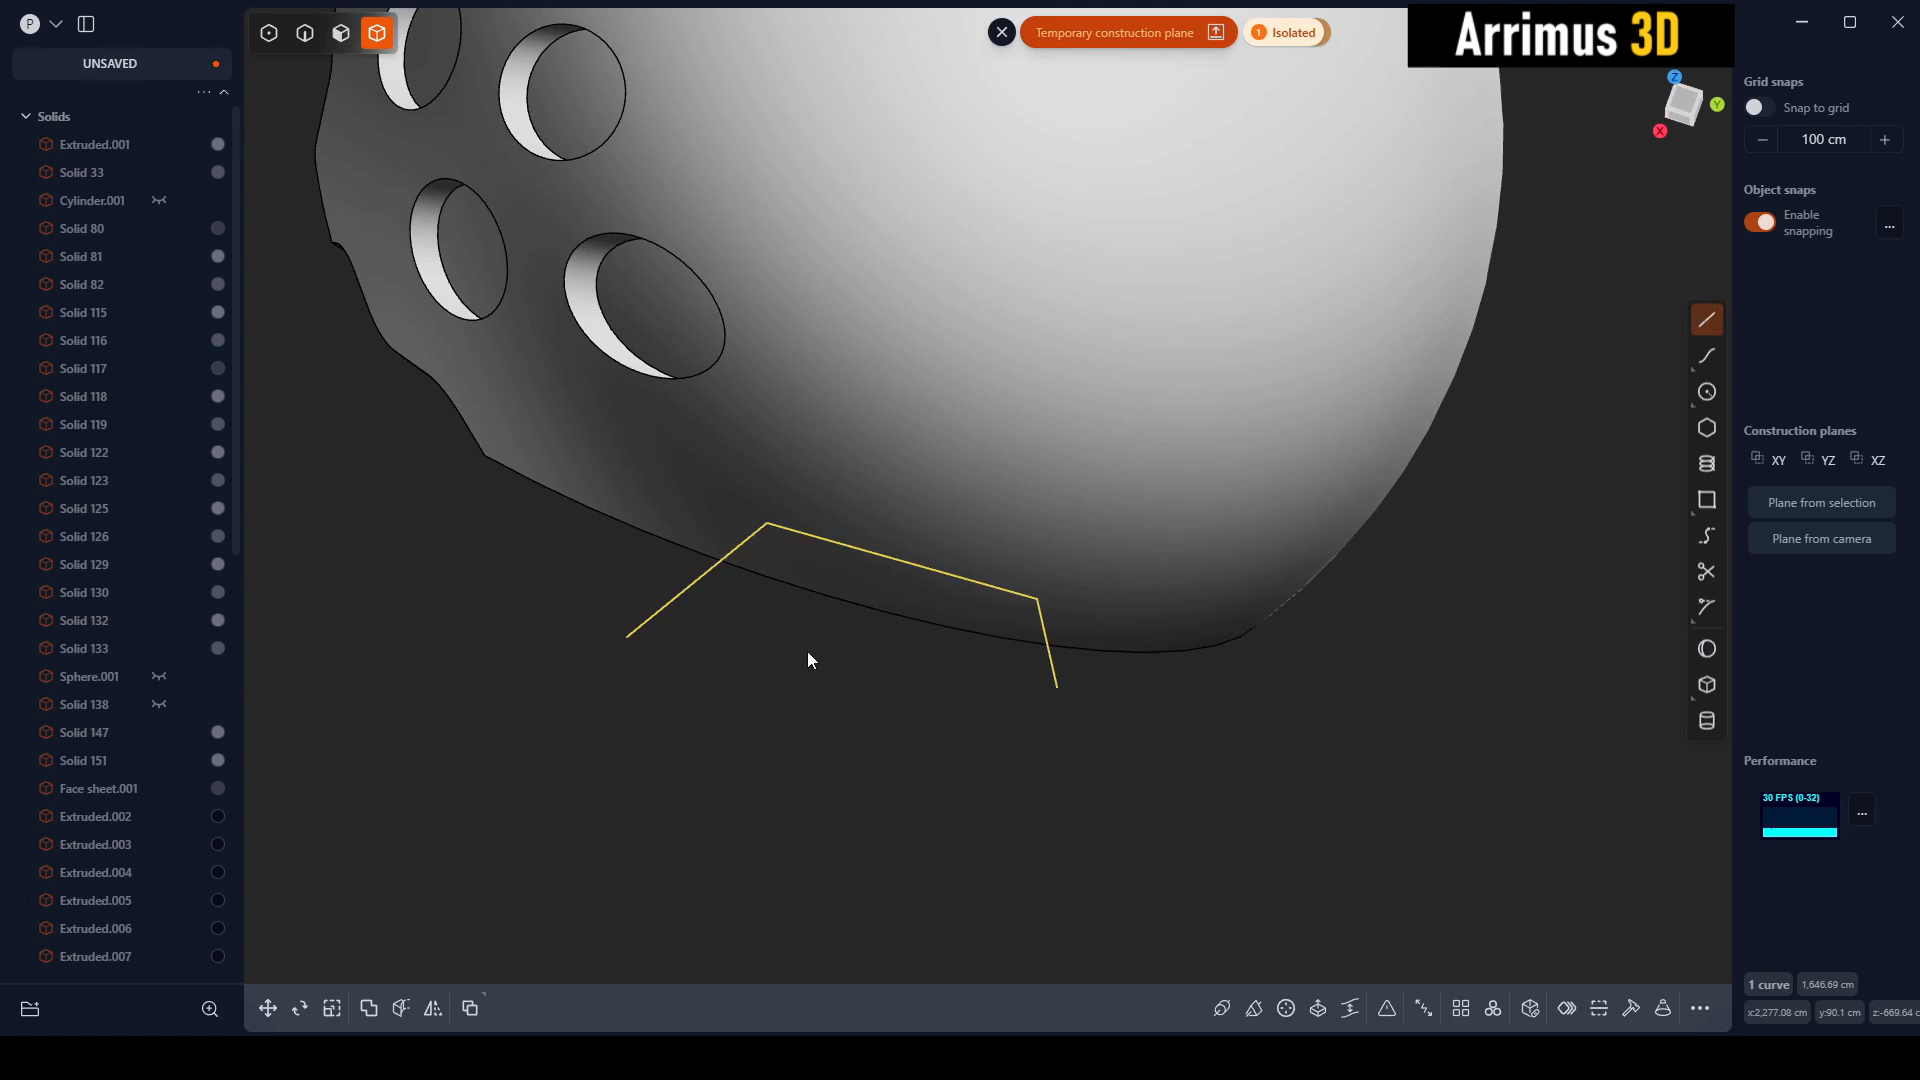 P
UNSAVED
Solids
Extruded.001
Solid 33
Cylinder.001
Solid 80
Solid 81
Solid 82
Solid 115
Solid 116
Solid 117
Solid 118
Solid 119
Solid 122
Solid 123
Solid 125
Solid 126
Solid 129
Solid 130
Solid 132
Solid 133
Sphere.001
Solid 138
Solid 147
Solid 151
Face sheet.001
Extruded.002
Extruded.003
Extruded.004
Extruded.005
Extruded.006
Extruded.007
Temporary construction plane
1 Isolated
Arrimus 3D
Z
Y
X
Grid snaps
Snap to grid
100 cm
Object snaps
Enable
snapping
Construction planes
XY YZ XZ
Plane from selection
Plane from camera
Performance
30 FPS (0-32)
1 curve 1,646.69 cm
x:2,277.08 cm y:90.1 cm z:-669.64 c